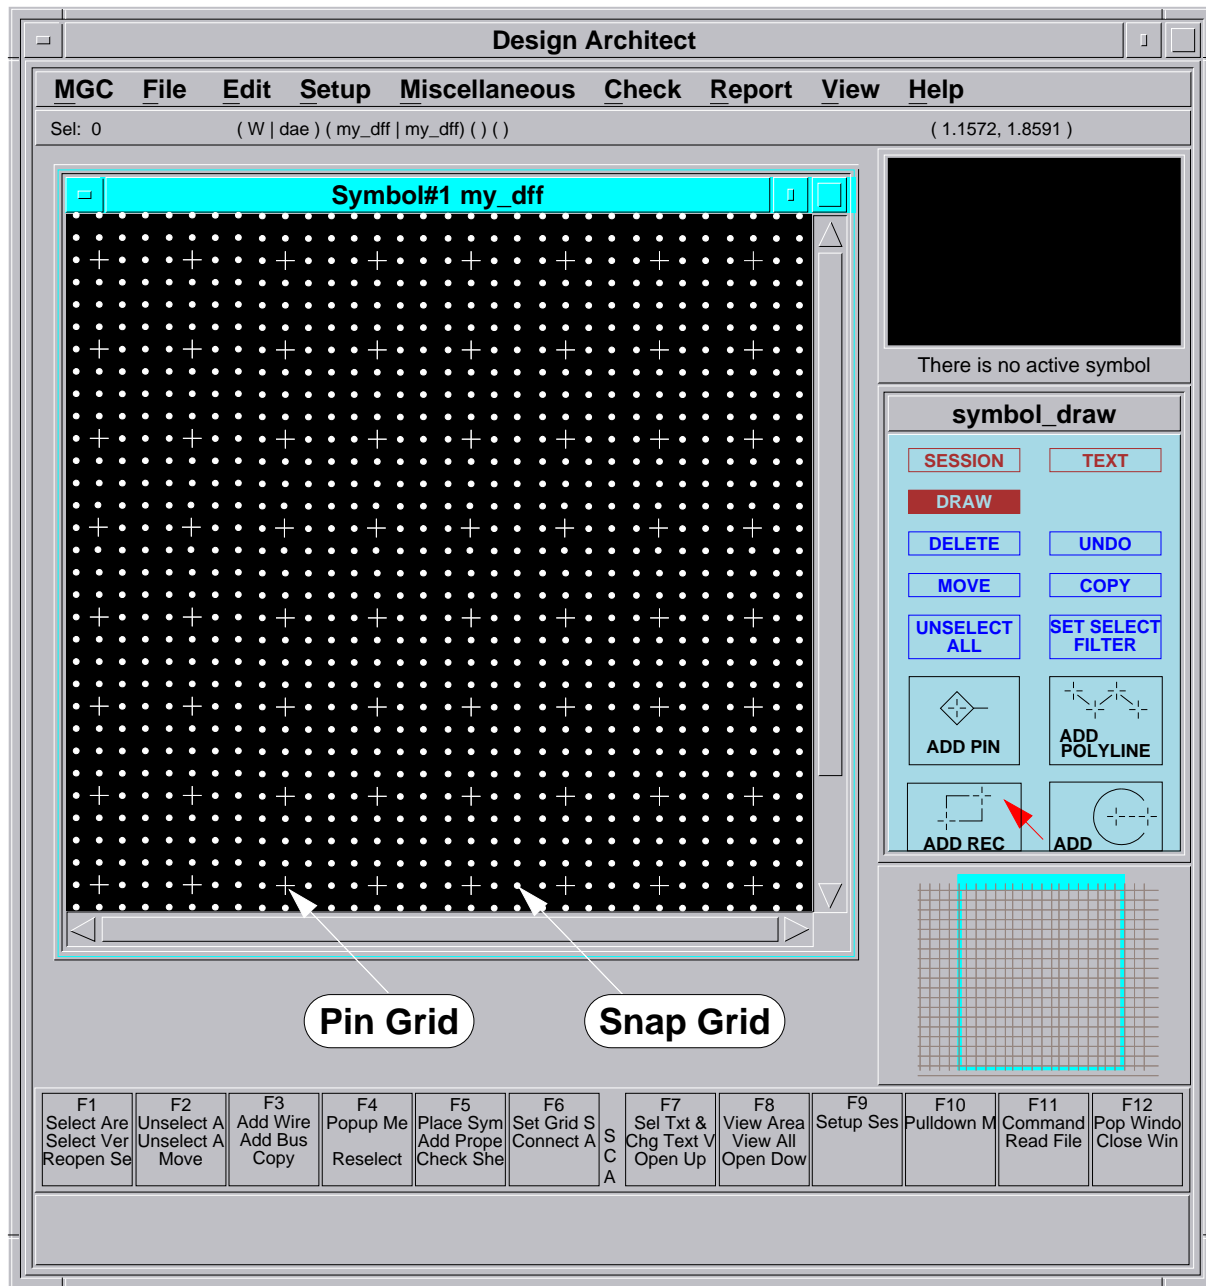 Design Architect
MGC File Edit Setup Miscellaneous Check Report View Help
Sel: 0 ( W | dae ) ( my_dff | my_dff) ( ) ( ) ( 1.1572, 1.8591 )
Symbol#1 my_dff
There is no active symbol
symbol_draw
SESSION TEXT
DRAW
DELETE UNDO
MOVE COPY
UNSELECT ALL
SET SELECT FILTER
ADD PIN
ADD POLYLINE
ADD REC
ADD
Pin Grid
Snap Grid
F1
Select Are
Select Ver
Reopen Se
F2
Unselect A
Unselect A
Move
F3
Add Wire
Add Bus
Copy
F4
Popup Me
Reselect
F5
Place Sym
Add Prope
Check She
F6
Set Grid S
Connect A
S
C
A
F7
Sel Txt &
Chg Text V
Open Up
F8
View Area
View All
Open Dow
F9
Setup Ses
F10
Pulldown M
F11
Command
Read File
F12
Pop Windo
Close Win